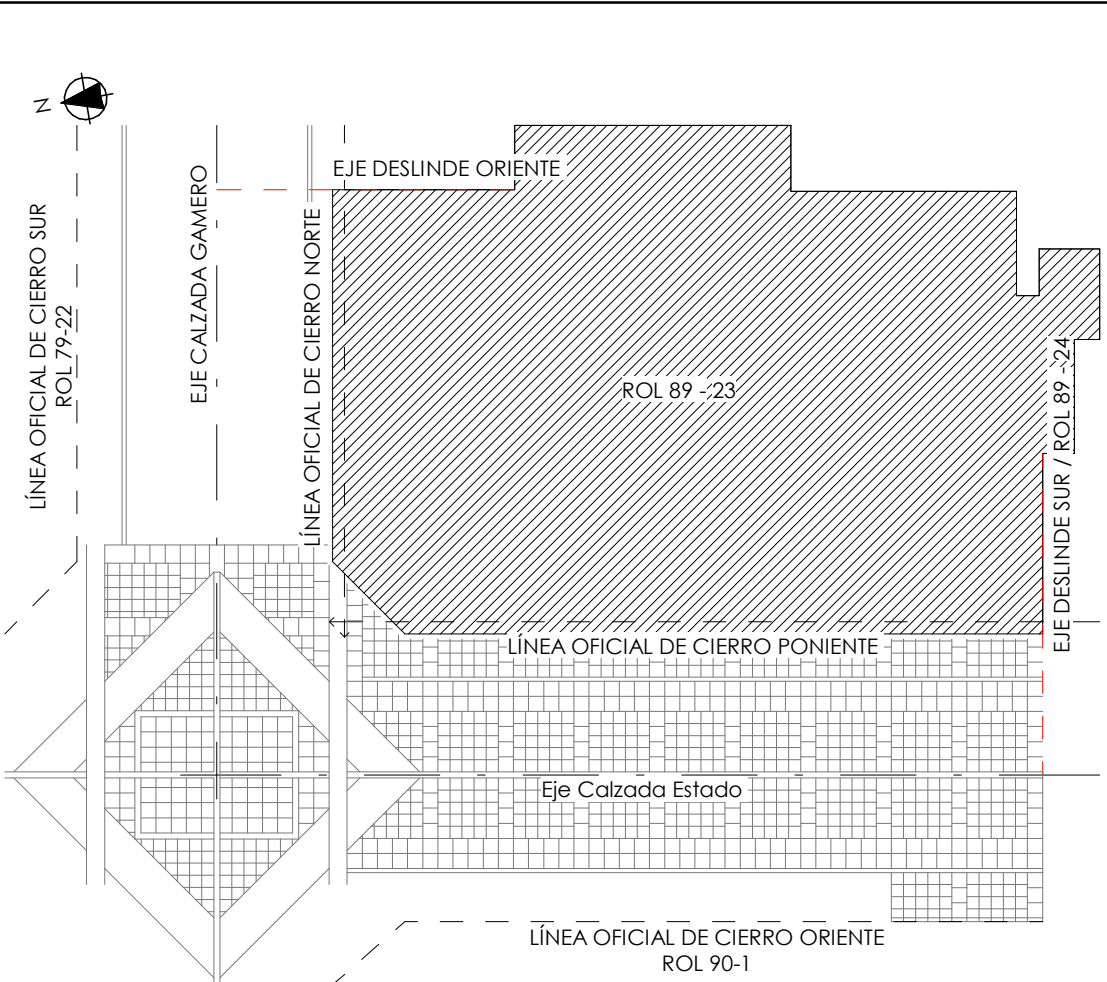 N
EJE DESLINDE ORIENTE
LÍNEA OFICIAL DE CIERRO SUR
ROL 79-22
EJE CALZADA GAMERO
LÍNEA OFICIAL DE CIERRO NORTE
ROL 89 - 23
EJE DESLINDE SUR / ROL 89 - 24
LÍNEA OFICIAL DE CIERRO PONIENTE
Eje Calzada Estado
LÍNEA OFICIAL DE CIERRO ORIENTE
ROL 90-1